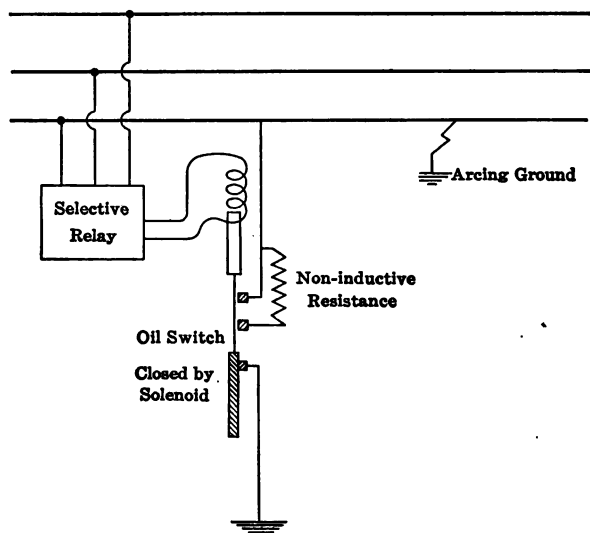 Arcing Ground
Selective
Relay
Non-inductive
Resistance
Oil Switch
Closed by
Solenoid